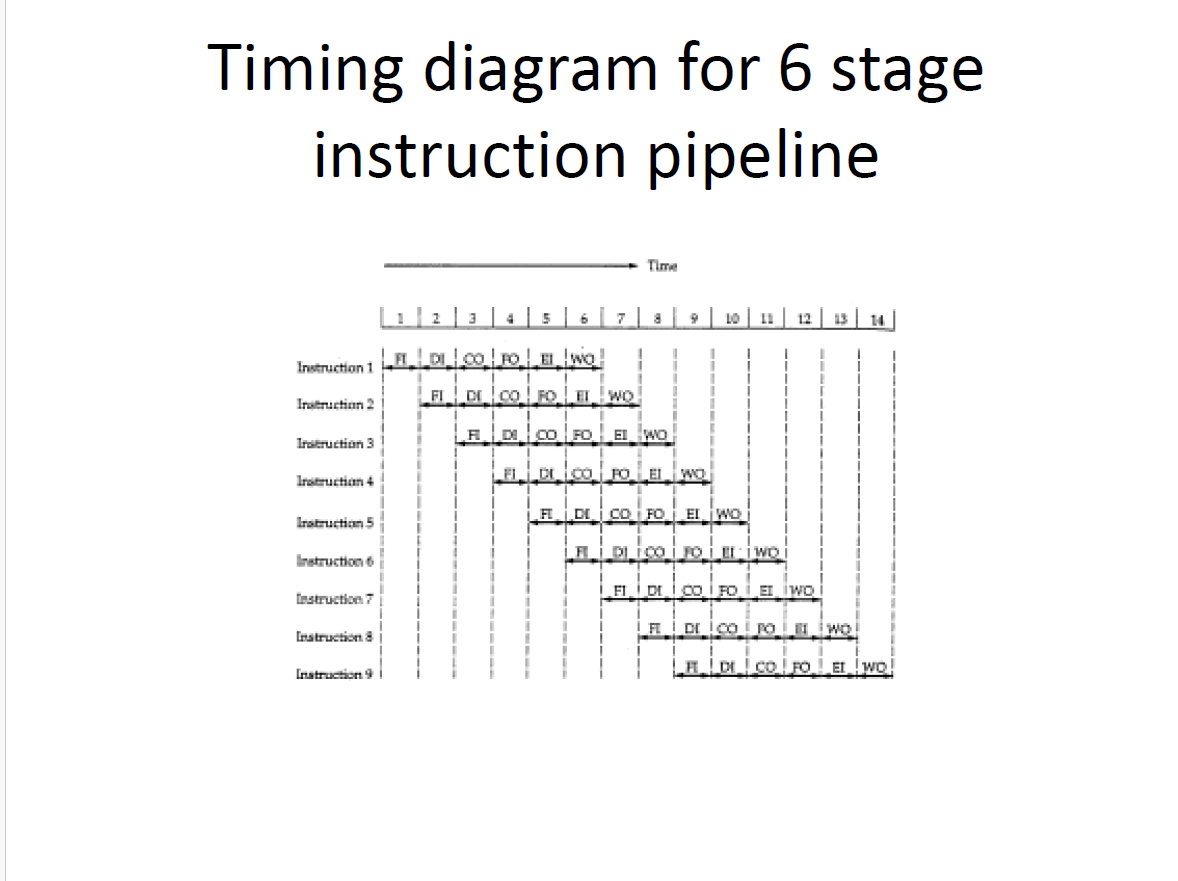 Timing diagram for 6 stage
instruction pipeline
Time
1 2 3 4 5 6 7 8 9 10 11 12 13 14
Instruction 1 FI DI CO FO EI WO
Instruction 2 FI DI CO FO EI WO
Instruction 3 FI DI CO FO EI WO
Instruction 4 FI DI CO FO EI WO
Instruction 5 FI DI CO FO EI WO
Instruction 6 FI DI CO FO EI WO
Instruction 7 FI DI CO FO EI WO
Instruction 8 FI DI CO FO EI WO
Instruction 9 FI DI CO FO EI WO